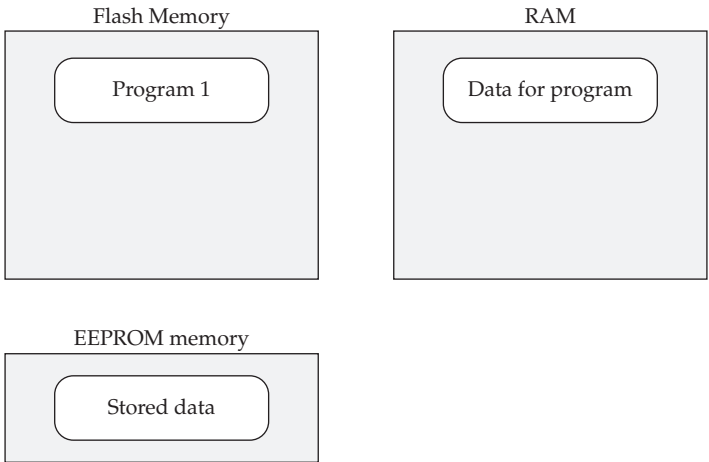 Flash Memory
RAM
Program 1
Data for program
EEPROM memory
Stored data